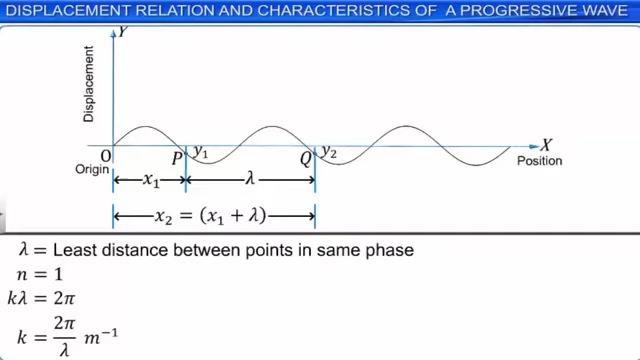 DISPLACEMENT RELATION AND CHARACTERISTICS OF A PROGRESSIVE WAVE
Y
Displacement
O
P
y₁
Q
y₂
X
Origin
Position
x₁
λ
x₂ = (x₁ + λ)
λ = Least distance between points in same phase
n = 1
kλ = 2π
k = 2π/λ m⁻¹